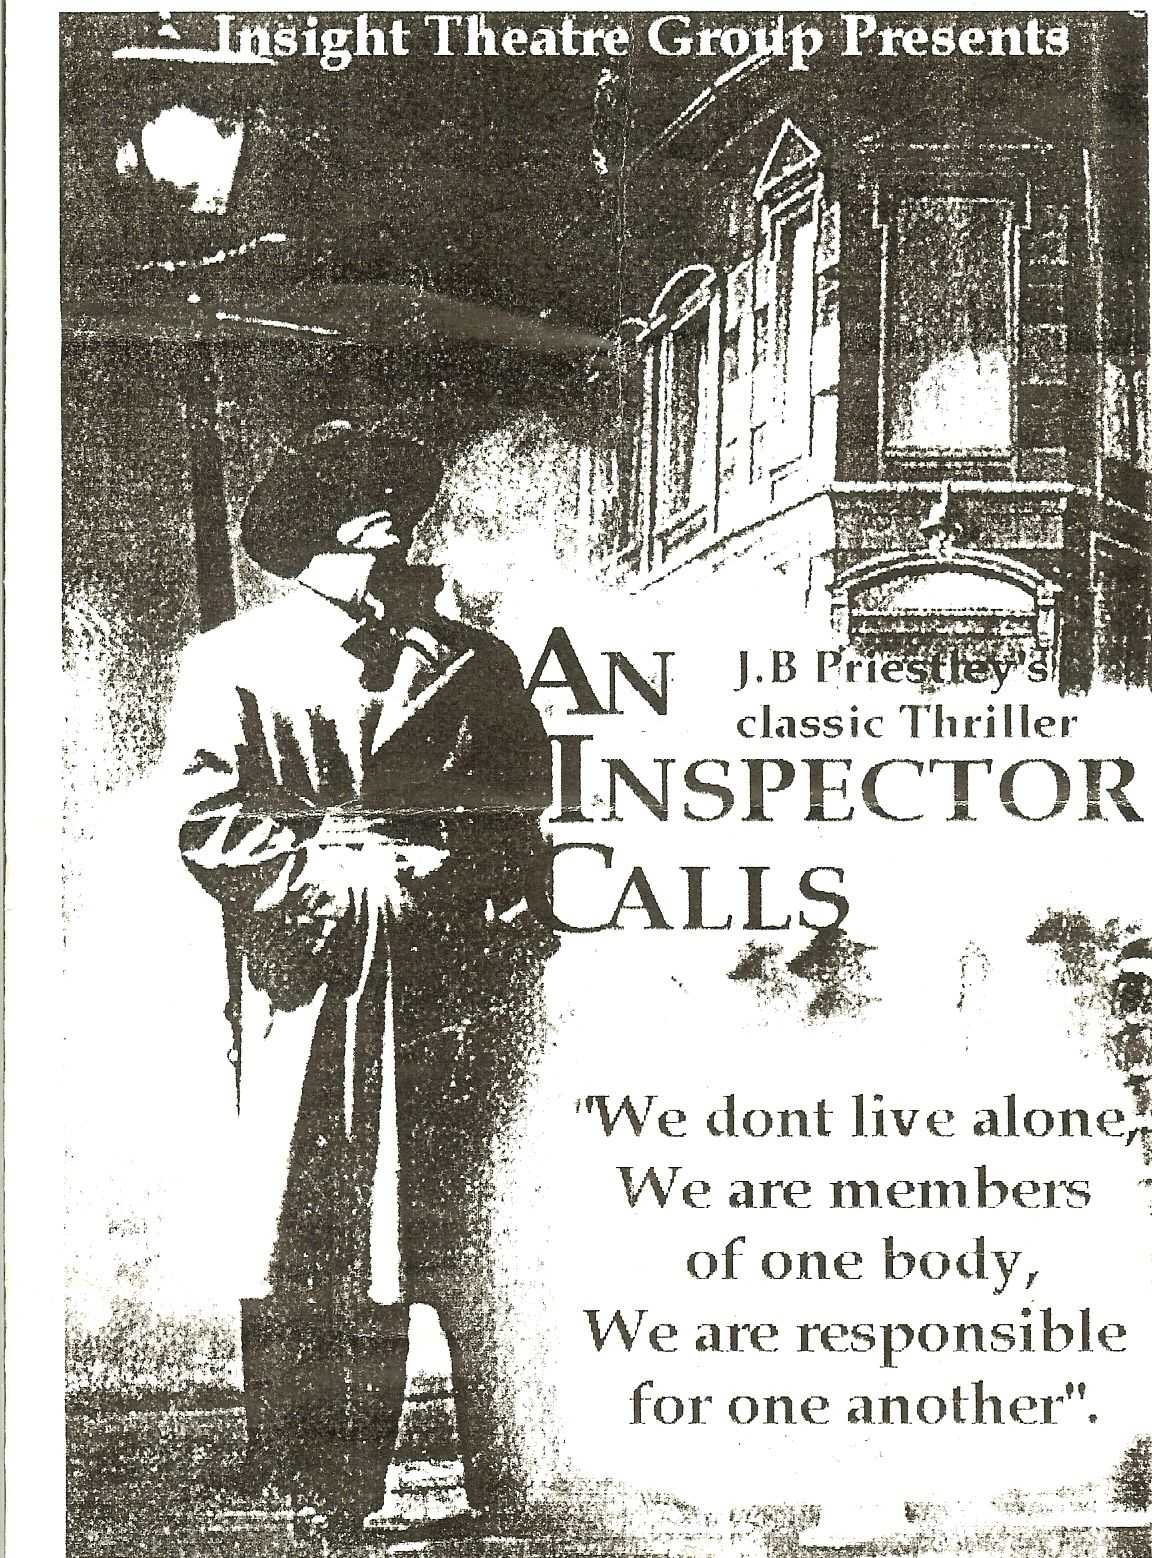 Insight Theatre Group Presents
AN
J.B Priestley's
classic Thriller
INSPECTOR
CALLS
"We dont live alone,
We are members
of one body,
We are responsible
for one another".